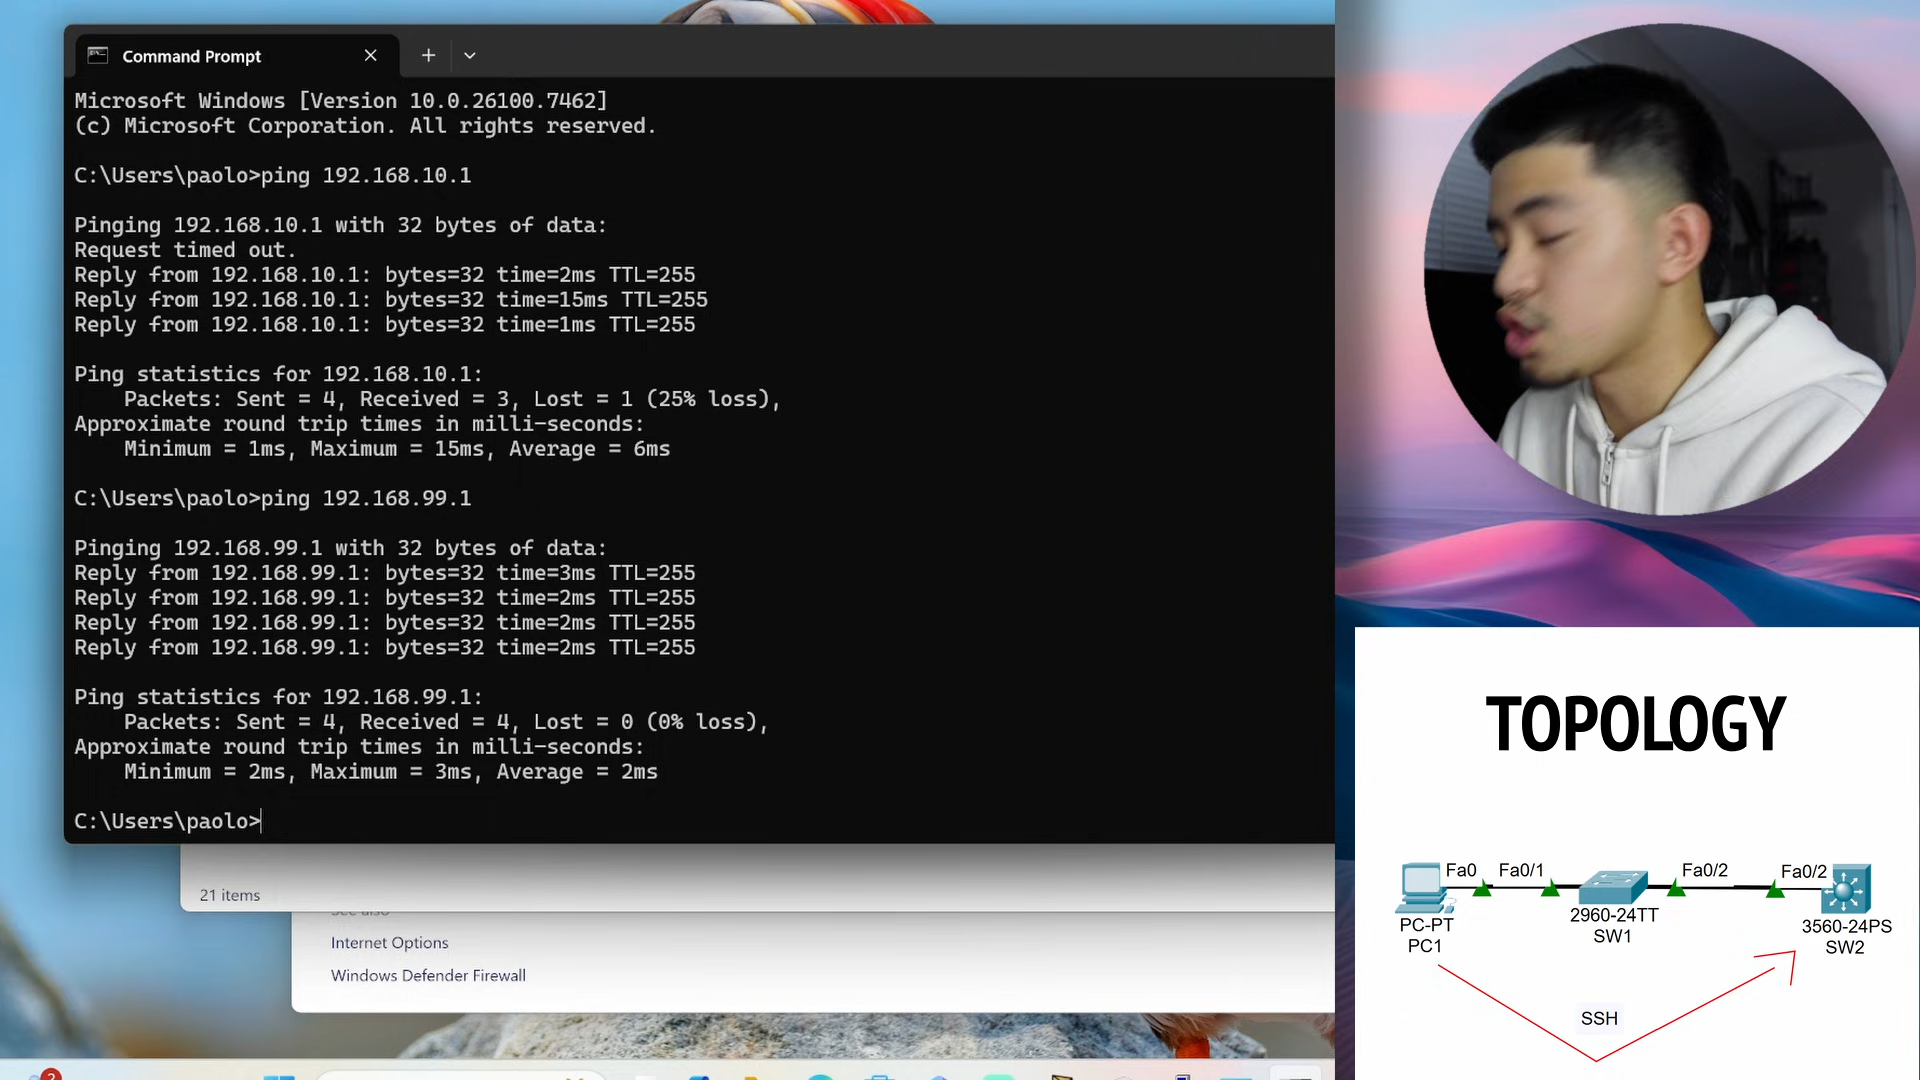 Command Prompt
Microsoft Windows [Version 10.0.26100.7462]
(c) Microsoft Corporation. All rights reserved.
C:\Users\paolo>ping 192.168.10.1
Pinging 192.168.10.1 with 32 bytes of data:
Request timed out.
Reply from 192.168.10.1: bytes=32 time=2ms TTL=255
Reply from 192.168.10.1: bytes=32 time=15ms TTL=255
Reply from 192.168.10.1: bytes=32 time=1ms TTL=255
Ping statistics for 192.168.10.1:
Packets: Sent = 4, Received = 3, Lost = 1 (25% loss),
Approximate round trip times in milli-seconds:
Minimum = 1ms, Maximum = 15ms, Average = 6ms
C:\Users\paolo>ping 192.168.99.1
Pinging 192.168.99.1 with 32 bytes of data:
Reply from 192.168.99.1: bytes=32 time=3ms TTL=255
Reply from 192.168.99.1: bytes=32 time=2ms TTL=255
Reply from 192.168.99.1: bytes=32 time=2ms TTL=255
Reply from 192.168.99.1: bytes=32 time=2ms TTL=255
Ping statistics for 192.168.99.1:
Packets: Sent = 4, Received = 4, Lost = 0 (0% loss),
Approximate round trip times in milli-seconds:
Minimum = 2ms, Maximum = 3ms, Average = 2ms
C:\Users\paolo>
21 items
See also
Internet Options
Windows Defender Firewall
2
TOPOLOGY
Fa0 Fa0/1 Fa0/2 Fa0/2
PC-PT
PC1
2960-24TT
SW1
3560-24PS
SW2
SSH